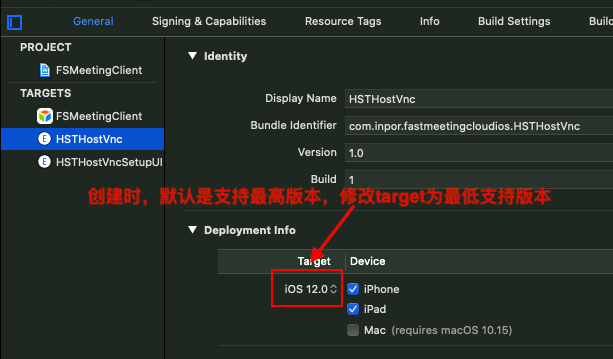 General Signing & Capabilities Resource Tags Info Build Settings Bui
PROJECT
FSMeetingClient
TARGETS
FSMeetingClient
E HSTHostVnc
E HSTHostVncSetupUI
Identity
Display Name HSTHostVnc
Bundle Identifier com.inpor.fastmeetingcloudios.HSTHostVnc
Version 1.0
Build 1
创建时，默认是支持最高版本，修改target为最低支持版本
Deployment Info
Target Device
iOS 12.0 iPhone
iPad
Mac (requires macOS 10.15)